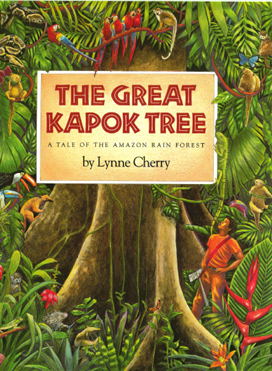 THE GREAT
KAPOK TREE
A TALE OF THE AMAZON RAIN FOREST
by Lynne Cherry